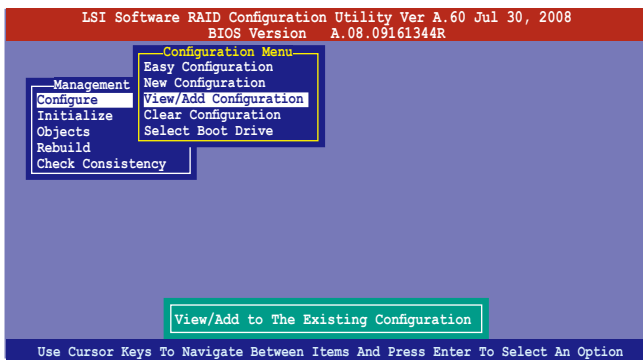 LSI Software RAID Configuration Utility Ver A.60 Jul 30, 2008
BIOS Version A.08.09161344R
Configuration Menu
Easy Configuration
New Configuration
View/Add Configuration
Clear Configuration
Select Boot Drive
Management
Configure
Initialize
Objects
Rebuild
Check Consistency
View/Add to The Existing Configuration
Use Cursor Keys To Navigate Between Items And Press Enter To Select An Option